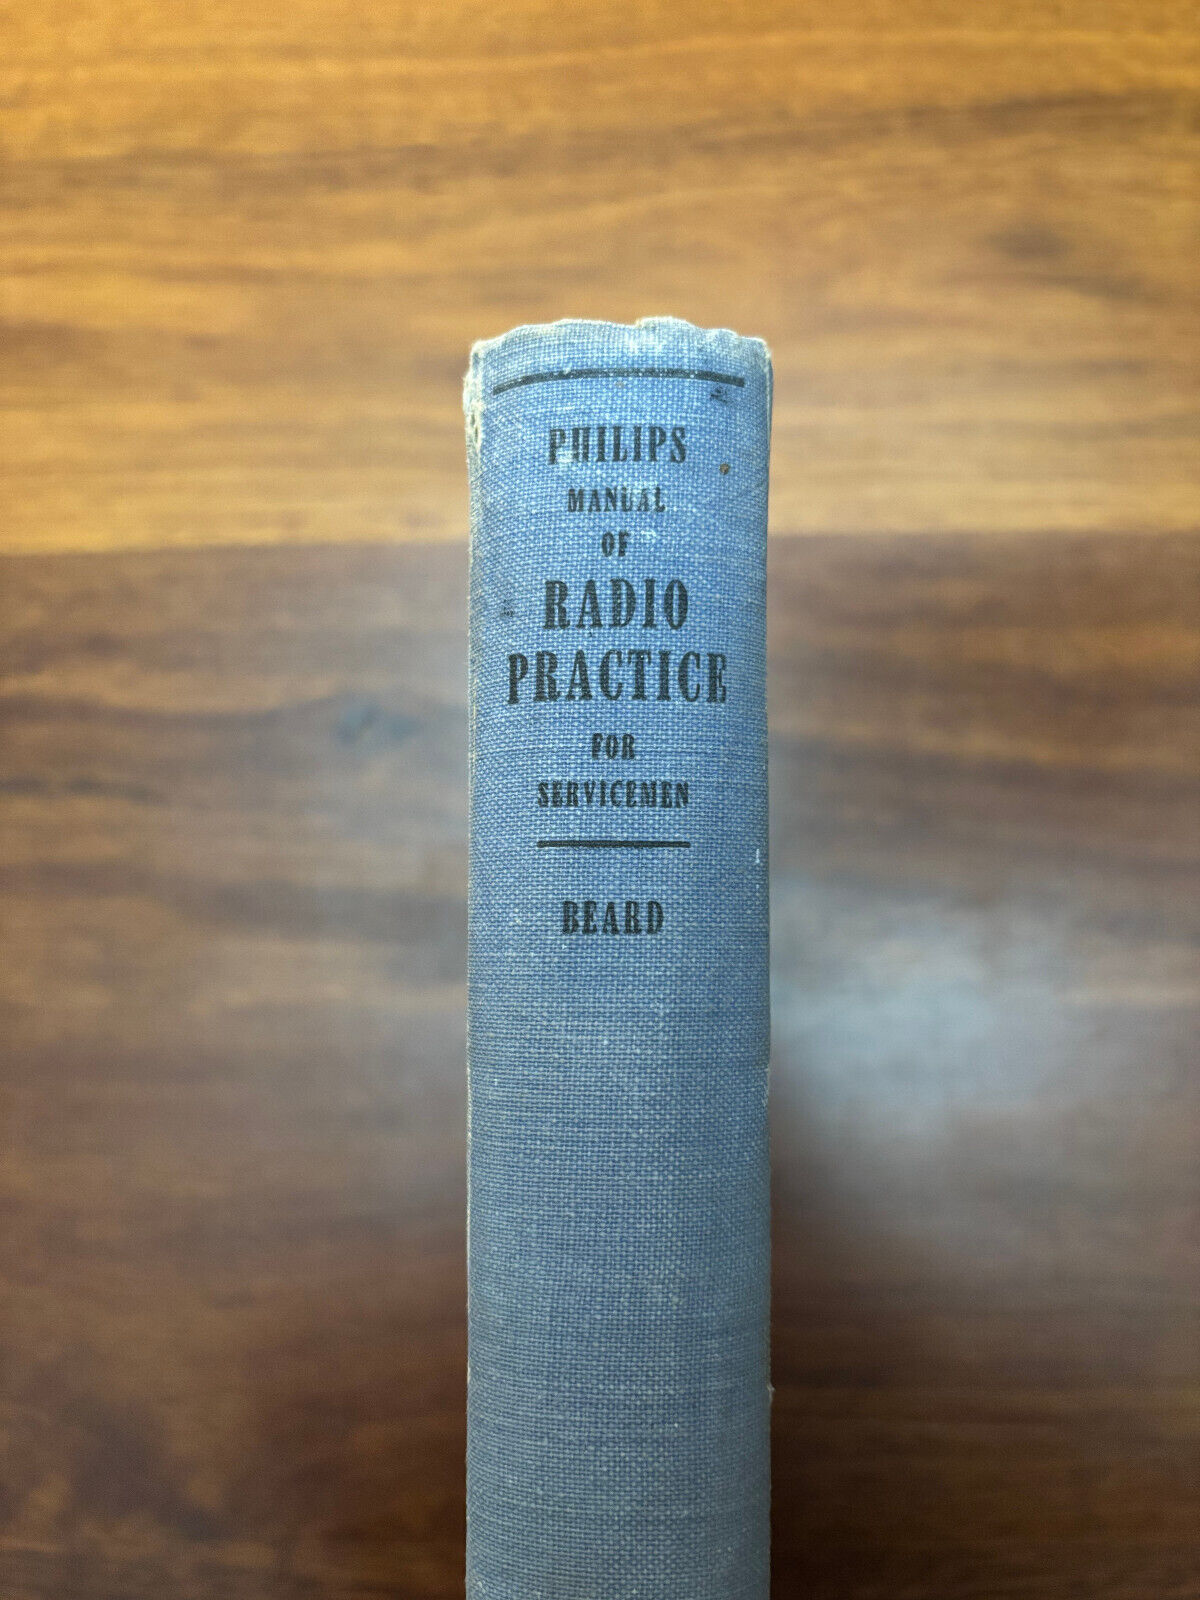 PHILIPS
MANUAL
OF
RADIO
PRACTICE
FOR
SERVICEMEN
BEARD